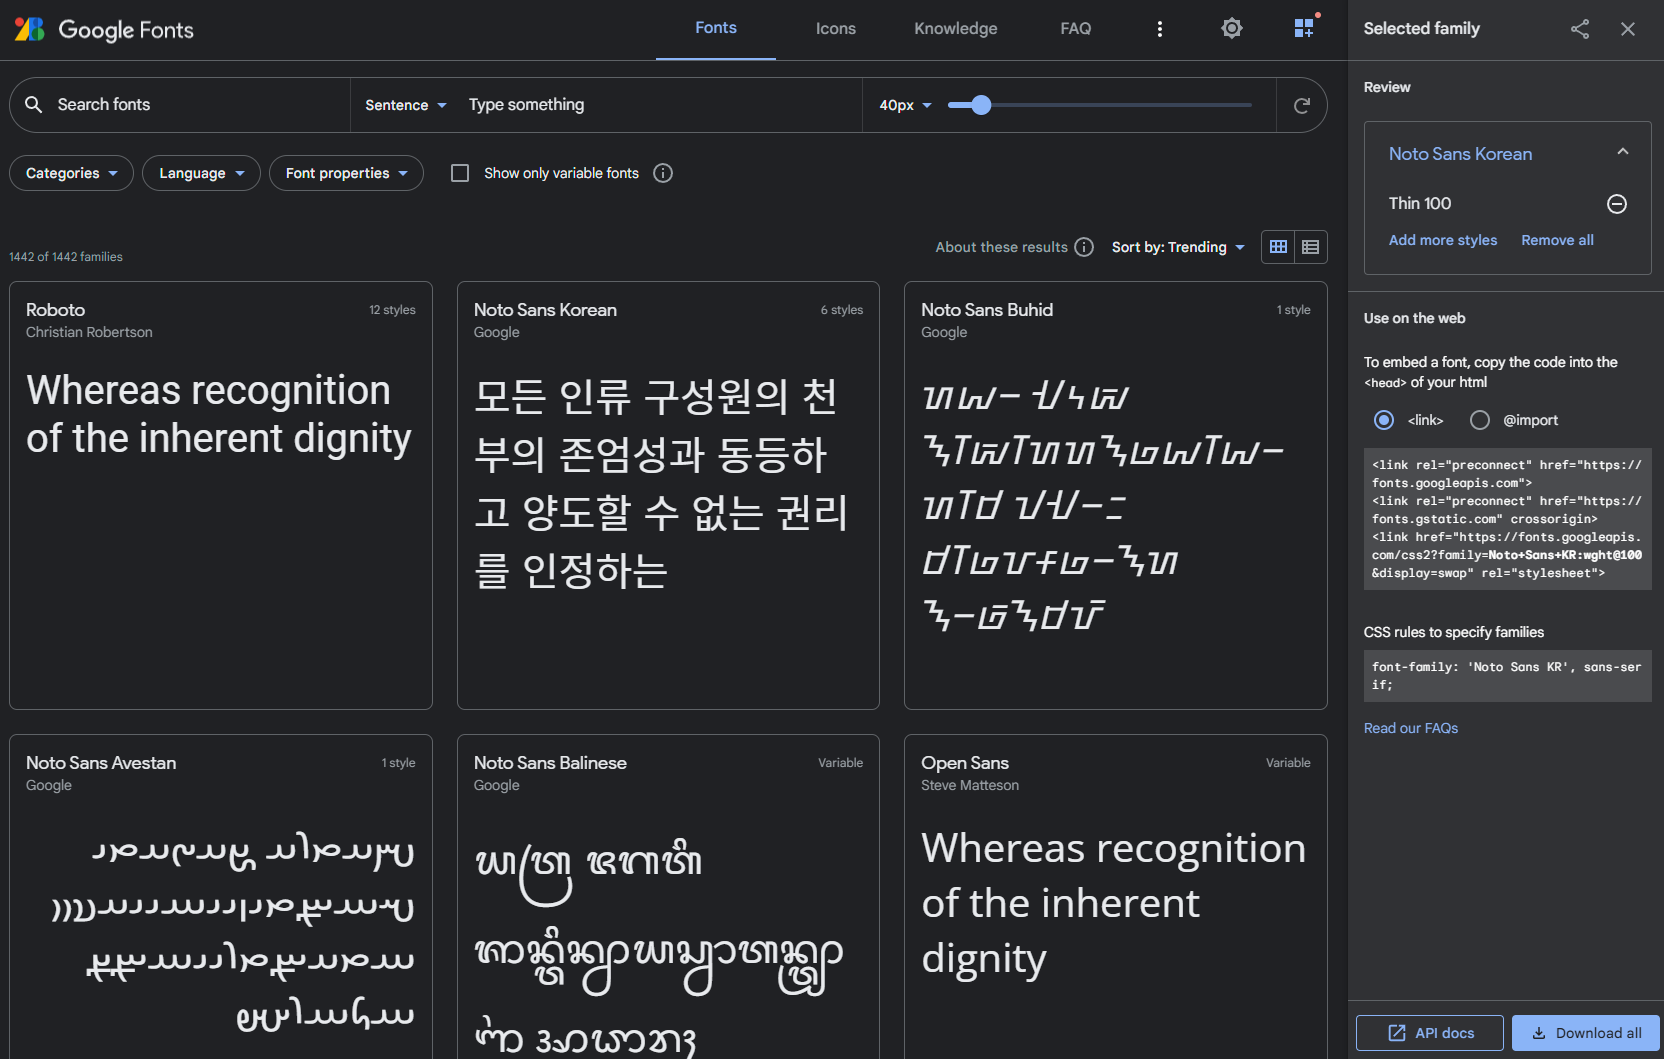 Google Fonts
Fonts
Icons
Knowledge
FAQ
Search fonts
Sentence
Type something
40px
Categories
Language
Font properties
Show only variable fonts
1442 of 1442 families
About these results
Sort by: Trending
Roboto
12 styles
Christian Robertson
Whereas recognition
of the inherent dignity
Noto Sans Korean
6 styles
Google
모든 인류 구성원의 천
부의 존엄성과 동등하
고 양도할 수 없는 권리
를 인정하는
Noto Sans Buhid
1 style
Google
Noto Sans Avestan
1 style
Google
Noto Sans Balinese
Variable
Google
Open Sans
Variable
Steve Matteson
Whereas recognition
of the inherent
dignity
Selected family
Review
Noto Sans Korean
Thin 100
Add more styles
Remove all
Use on the web
To embed a font, copy the code into the
<head> of your html
<link>
@import
<link rel="preconnect" href="https://
fonts.googleapis.com">
<link rel="preconnect" href="https://
fonts.gstatic.com" crossorigin>
<link href="https://fonts.googleapis.
com/css2?family=Noto+Sans+KR:wght@100
&display=swap" rel="stylesheet">
CSS rules to specify families
font-family: 'Noto Sans KR', sans-ser
if;
Read our FAQs
API docs
Download all